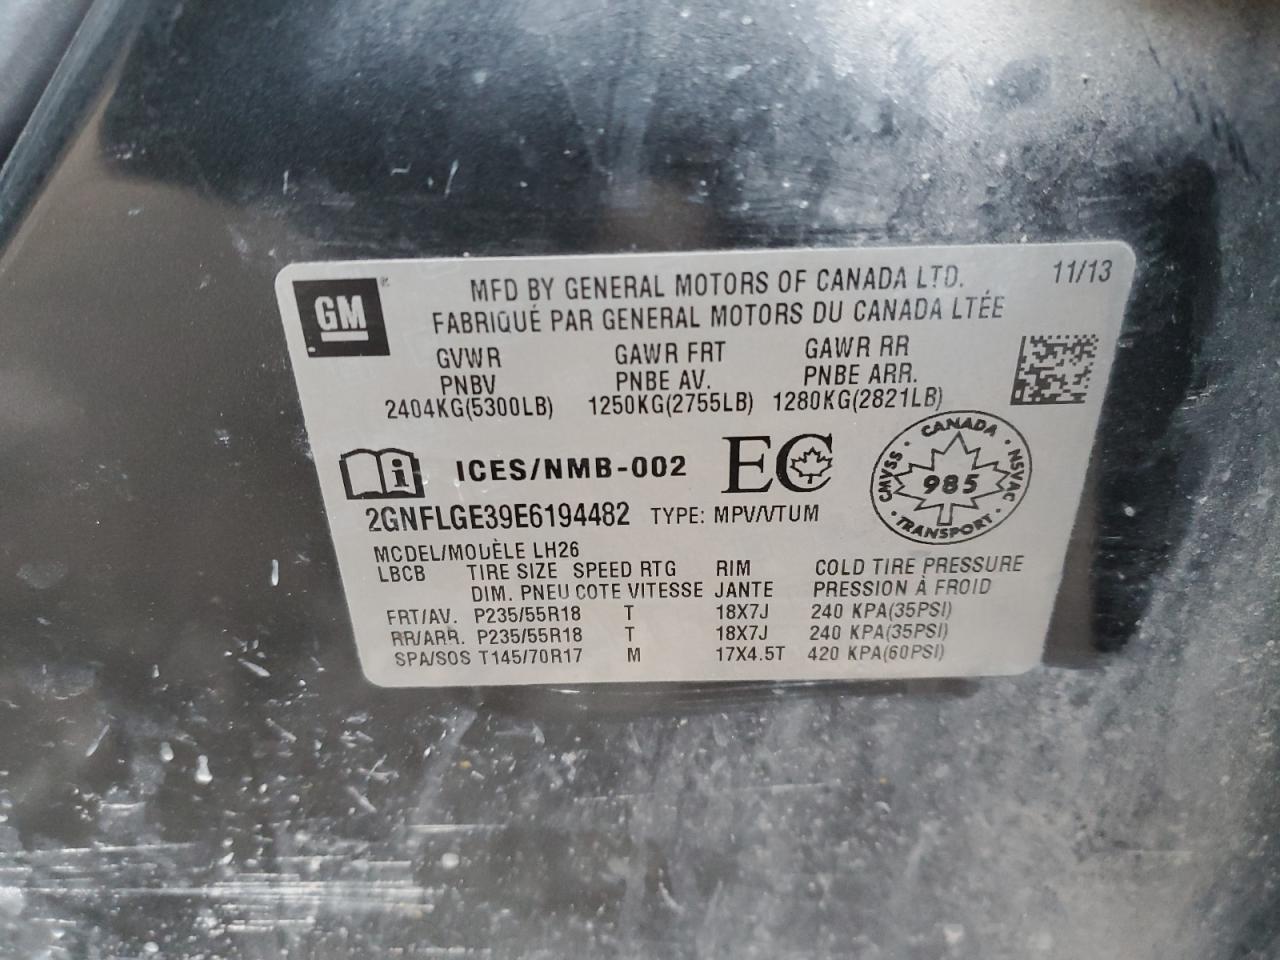 GM
MFD BY GENERAL MOTORS OF CANADA LTD. 11/13
FABRIQUÉ PAR GENERAL MOTORS DU CANADA LTÉE
GVWR GAWR FRT GAWR RR
PNBV PNBE AV. PNBE ARR.
2404KG(5300LB) 1250KG(2755LB) 1280KG(2821LB)
ICES/NMB-002 EC
CANADA
CMVSS 985 NSVAC
TRANSPORT
2GNFLGE39E6194482 TYPE: MPV/VTUM
MODEL/MODÈLE LH26
LBCB TIRE SIZE SPEED RTG RIM COLD TIRE PRESSURE
DIM. PNEU COTE VITESSE JANTE PRESSION À FROID
FRT/AV. P235/55R18 T 18X7J 240 KPA(35PSI)
RR/ARR. P235/55R18 T 18X7J 240 KPA(35PSI)
SPA/SOS T145/70R17 M 17X4.5T 420 KPA(60PSI)